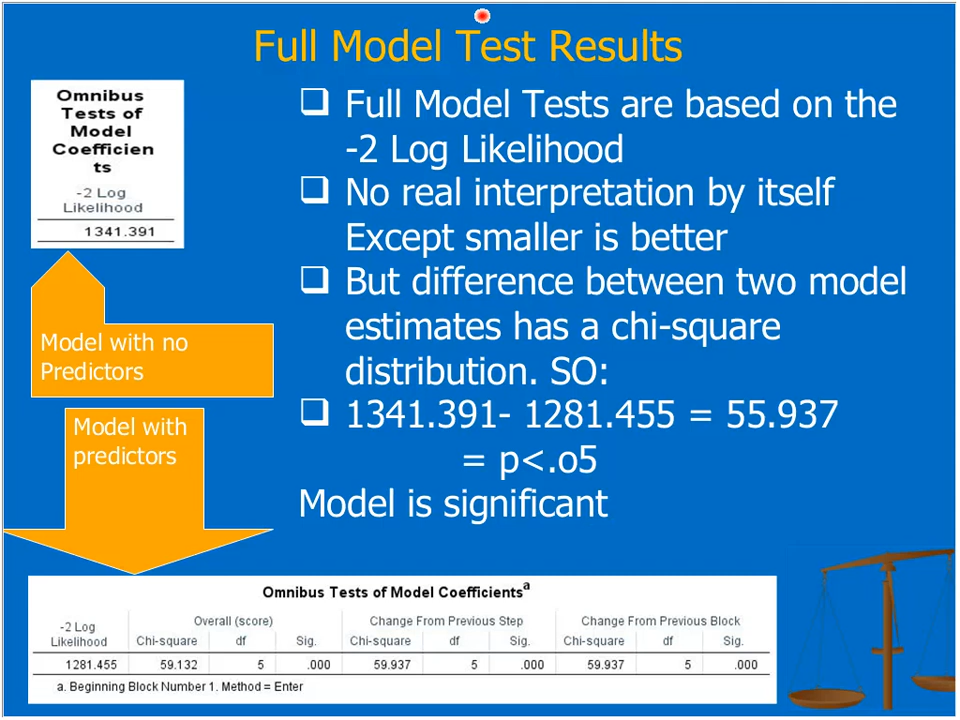 Full Model Test Results
Omnibus
Tests of
Model
Coefficien
ts
-2 Log
Likelihood
1341.391
Model with no
Predictors
Model with
predictors
❑ Full Model Tests are based on the
-2 Log Likelihood
❑ No real interpretation by itself
Except smaller is better
❑ But difference between two model
estimates has a chi-square
distribution. SO:
❑ 1341.391- 1281.455 = 55.937
= p<.o5
Model is significant
Omnibus Tests of Model Coefficientsa
-2 Log Likelihood Overall (score) Change From Previous Step Change From Previous Block
Chi-square df Sig. Chi-square df Sig. Chi-square df Sig.
1281.455 59.132 5 .000 59.937 5 .000 59.937 5 .000
a. Beginning Block Number 1. Method = Enter